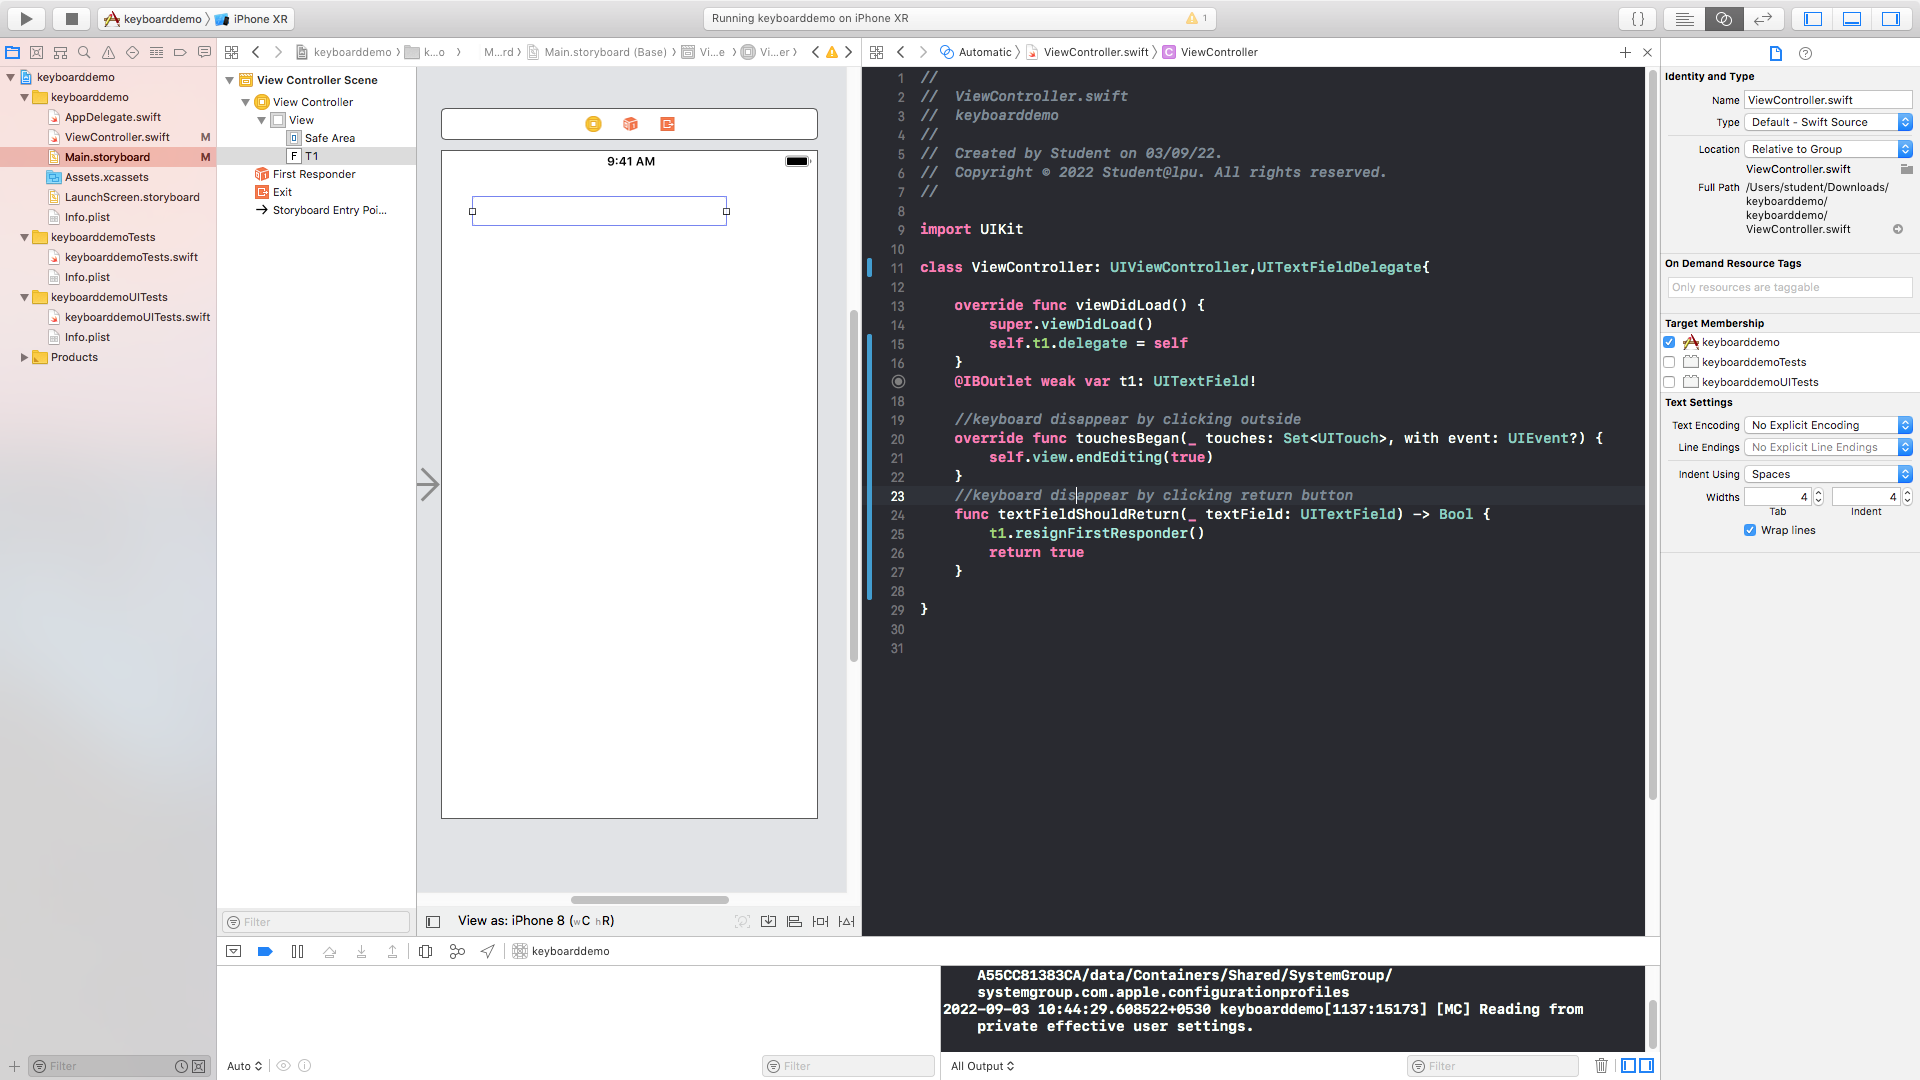 keyboarddemo
iPhone XR
Running keyboarddemo on iPhone XR
1
{ }
keyboarddemo
k...o
M...rd
Main.storyboard (Base)
Vi...e
Vi...er
Automatic
ViewController.swift
C ViewController
keyboarddemo
keyboarddemo
AppDelegate.swift
ViewController.swift M
Main.storyboard M
Assets.xcassets
LaunchScreen.storyboard
Info.plist
keyboarddemoTests
keyboarddemoTests.swift
Info.plist
keyboarddemoUITests
keyboarddemoUITests.swift
Info.plist
Products
Filter
View Controller Scene
View Controller
View
Safe Area
F T1
First Responder
Exit
Storyboard Entry Poi...
Filter
9:41 AM
View as: iPhone 8 (wC hR)
1 //
2 //  ViewController.swift
3 //  keyboarddemo
4 //
5 //  Created by Student on 03/09/22.
6 //  Copyright © 2022 Student@lpu. All rights reserved.
7 //
8
9 import UIKit
10
11 class ViewController: UIViewController,UITextFieldDelegate{
12
13     override func viewDidLoad() {
14         super.viewDidLoad()
15         self.t1.delegate = self
16     }
    @IBOutlet weak var t1: UITextField!
18
19     //keyboard disappear by clicking outside
20     override func touchesBegan(_ touches: Set<UITouch>, with event: UIEvent?) {
21         self.view.endEditing(true)
22     }
23     //keyboard disappear by clicking return button
24     func textFieldShouldReturn(_ textField: UITextField) -> Bool {
25         t1.resignFirstResponder()
26         return true
27     }
28
29 }
30
31
Identity and Type
Name ViewController.swift
Type Default - Swift Source
Location Relative to Group
ViewController.swift
Full Path /Users/student/Downloads/
keyboarddemo/
keyboarddemo/
ViewController.swift
On Demand Resource Tags
Only resources are taggable
Target Membership
keyboarddemo
keyboarddemoTests
keyboarddemoUITests
Text Settings
Text Encoding No Explicit Encoding
Line Endings No Explicit Line Endings
Indent Using Spaces
Widths 4 4
Tab Indent
Wrap lines
keyboarddemo
Auto
Filter
A55CC81383CA/data/Containers/Shared/SystemGroup/
systemgroup.com.apple.configurationprofiles
2022-09-03 10:44:29.608522+0530 keyboarddemo[1137:15173] [MC] Reading from
private effective user settings.
All Output
Filter